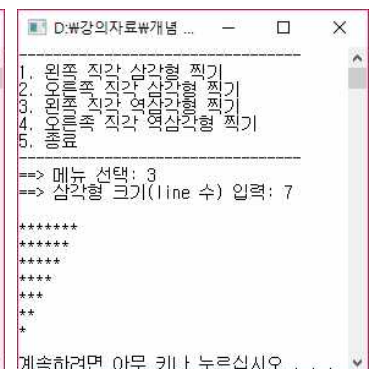 D:₩강의자료₩개념 ...
--------------------------------
1. 왼쪽 직각 삼각형 찍기
2. 오른쪽 직각 삼각형 찍기
3. 왼쪽 직각 역삼각형 찍기
4. 오른쪽 직각 역삼각형 찍기
5. 종료
--------------------------------
==> 메뉴 선택: 3
==> 삼각형 크기(line 수) 입력: 7
*******
******
*****
****
***
**
*
계속하려면 아무 키나 누르십시오 . . .